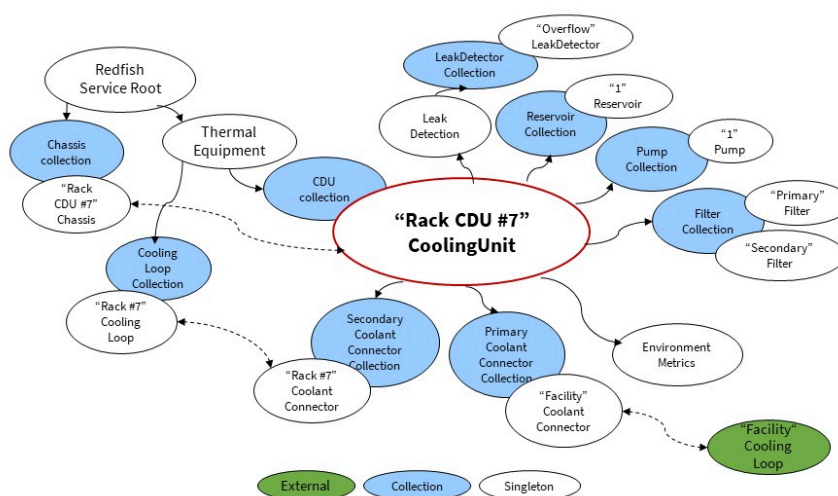 Redfish
Service Root
Chassis
collection
“Rack
CDU #7”
Chassis
Thermal
Equipment
CDU
collection
Cooling
Loop
Collection
“Rack #7”
Cooling
Loop
“Overflow”
LeakDetector
LeakDetector
Collection
Leak
Detection
“1”
Reservoir
Reservoir
Collection
“1”
Pump
Pump
Collection
“Primary”
Filter
Filter
Collection
“Secondary”
Filter
“Rack CDU #7”
CoolingUnit
Secondary
Coolant
Connector
Collection
“Rack #7”
Coolant
Connector
Primary
Coolant
Connector
Collection
“Facility”
Coolant
Connector
Environment
Metrics
“Facility“
Cooling
Loop
External
Collection
Singleton